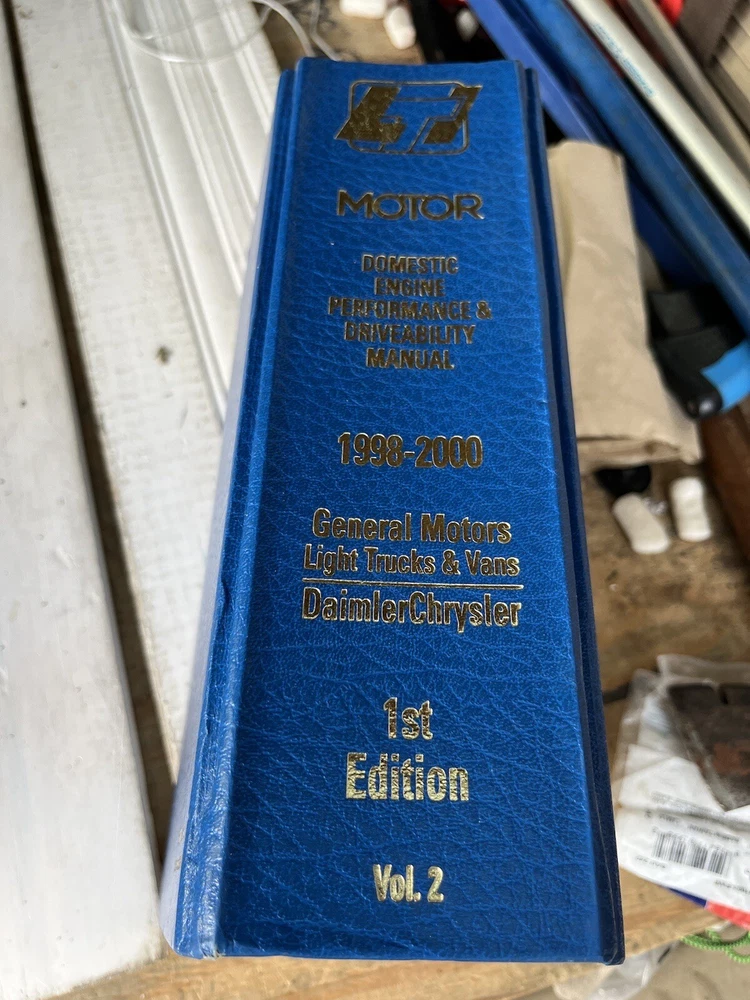 MOTOR
DOMESTIC
ENGINE
PERFORMANCE &
DRIVEABILITY
MANUAL
1998-2000
General Motors
Light Trucks & Vans
DaimlerChrysler
1st
Edition
Vol. 2